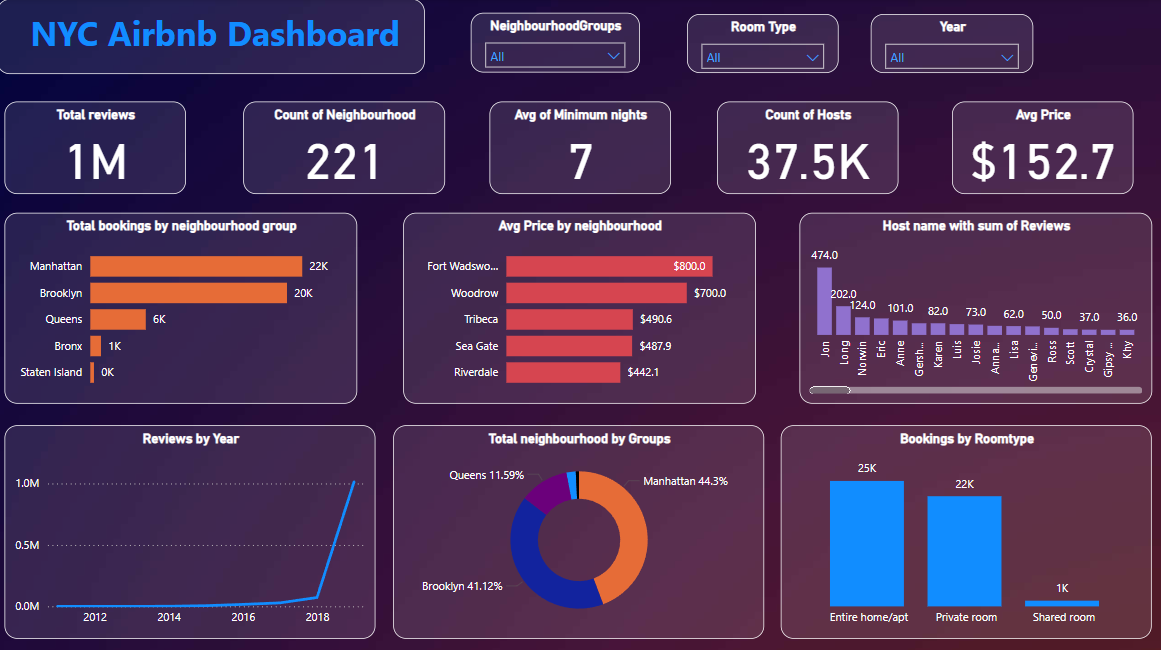 NYC Airbnb Dashboard
NeighbourhoodGroups
All
Room Type
All
Year
All
Total reviews
1M
Count of Neighbourhood
221
Avg of Minimum nights
7
Count of Hosts
37.5K
Avg Price
$152.7
Total bookings by neighbourhood group
Manhattan 22K
Brooklyn 20K
Queens 6K
Bronx 1K
Staten Island 0K
Avg Price by neighbourhood
Fort Wadswo... $800.0
Woodrow $700.0
Tribeca $490.6
Sea Gate $487.9
Riverdale $442.1
Host name with sum of Reviews
474.0
202.0
124.0 101.0 82.0 73.0 62.0 50.0 37.0 36.0
Jon
Long
Norwin
Eric
Anne
Gersh...
Karen
Luis
Josie
Anna...
Lisa
Genevi...
Ross
Scott
Crystal
Gipsy ...
Khy
Reviews by Year
1.0M
0.5M
0.0M
2012 2014 2016 2018
Total neighbourhood by Groups
Queens 11.59%
Manhattan 44.3%
Brooklyn 41.12%
Bookings by Roomtype
25K
22K
1K
Entire home/apt Private room Shared room